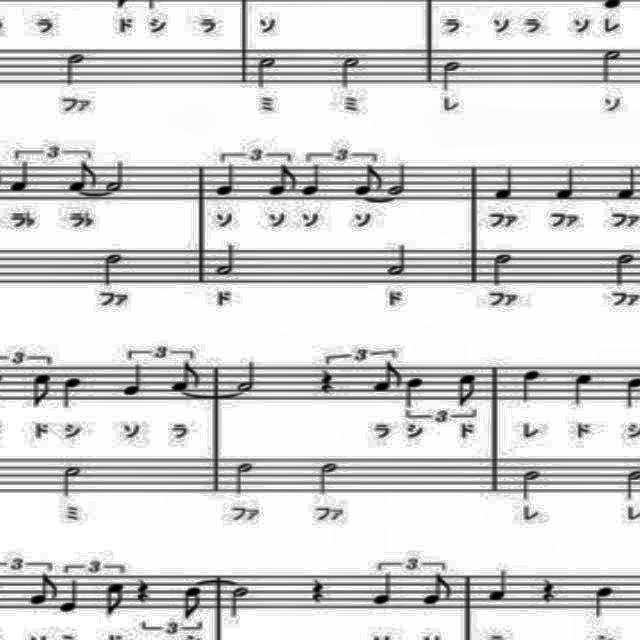 ラ ド シ ラ ソ ラ ソ ラ ソ レ
ファ ミ ミ レ ソ
3 3 3
ラ♭ ラ♭ ソ ソ ソ ソ ファ ファ ファ
ファ ド ド ファ ファ
3 3 3
3
ド シ ソ ラ ラ シ ド レ ド シ
ミ ファ ファ レ レ
3 3 3
3